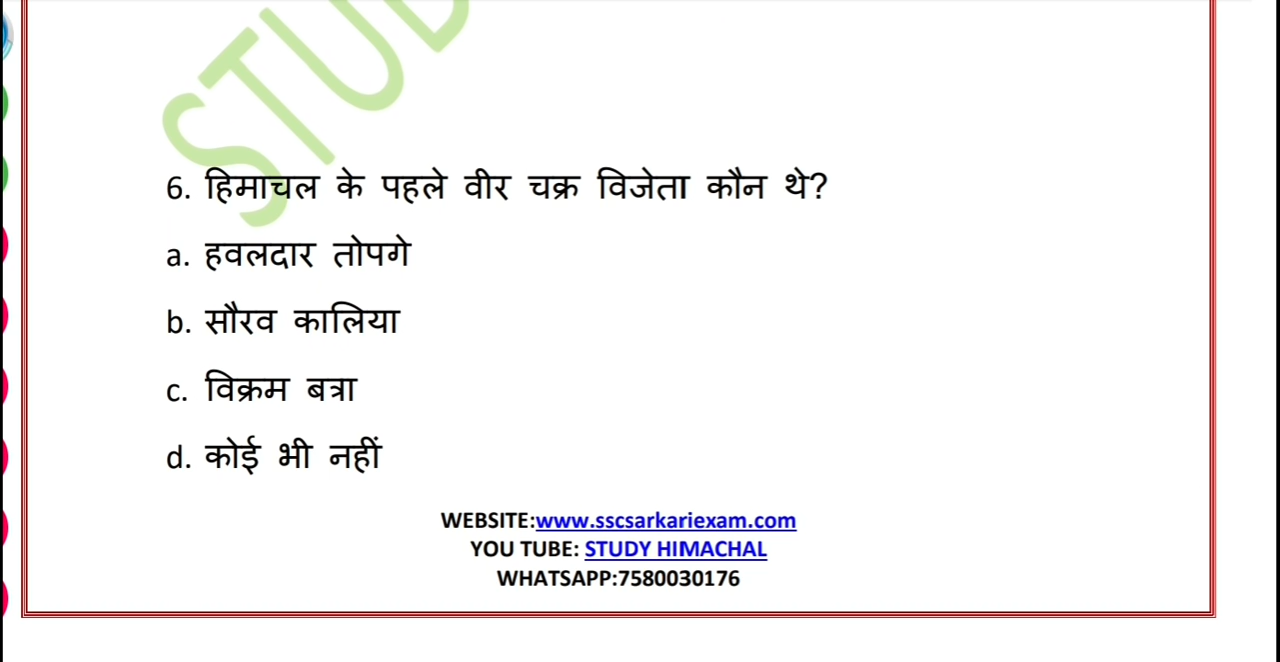 STUD
6. हिमाचल के पहले वीर चक्र विजेता कौन थे?
a. हवलदार तोपगे
b. सौरव कालिया
c. विक्रम बत्रा
d. कोई भी नहीं
WEBSITE:www.sscsarkariexam.com
YOU TUBE: STUDY HIMACHAL
WHATSAPP:7580030176